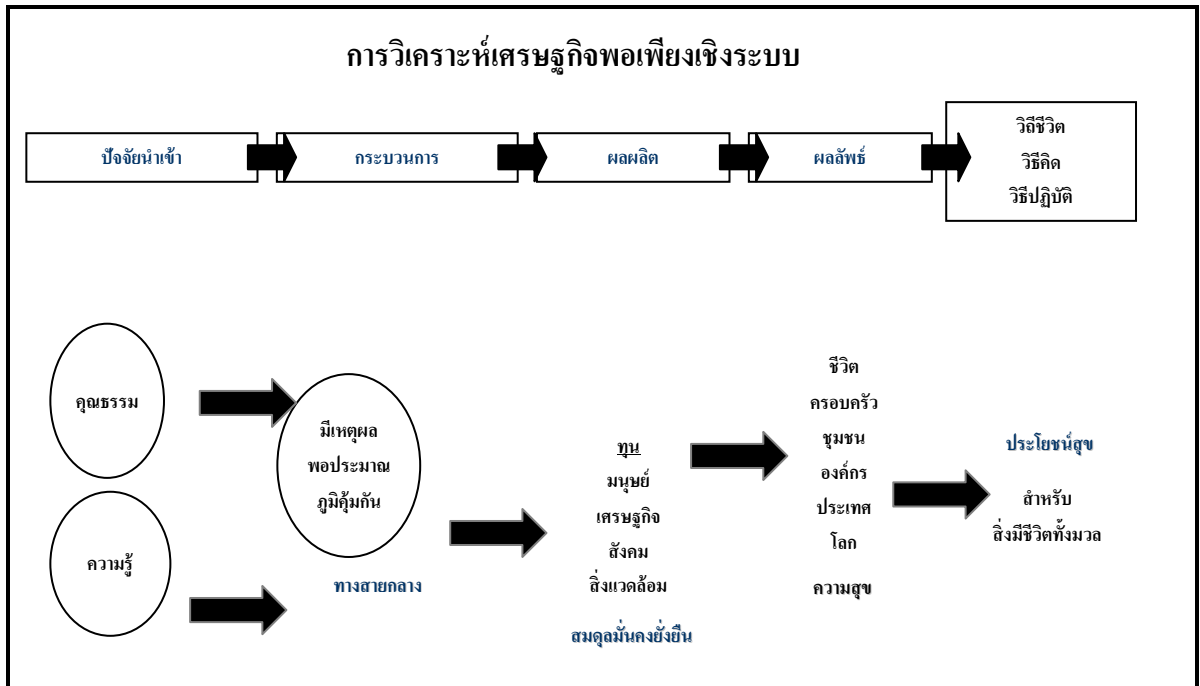 การวิเคราะห์เศรษฐกิจพอเพียงเชิงระบบ
ปัจจัยนำเข้า
กระบวนการ
ผลผลิต
ผลลัพธ์
วิถีชีวิต
วิธีคิด
วิธีปฏิบัติ
คุณธรรม
ความรู้
มีเหตุผล
พอประมาณ
ภูมิคุ้มกัน
ทางสายกลาง
ทุน
มนุษย์
เศรษฐกิจ
สังคม
สิ่งแวดล้อม
สมดุลมั่นคงยั่งยืน
ชีวิต
ครอบครัว
ชุมชน
องค์กร
ประเทศ
โลก
ความสุข
ประโยชน์สุข
สำหรับ
สิ่งมีชีวิตทั้งมวล